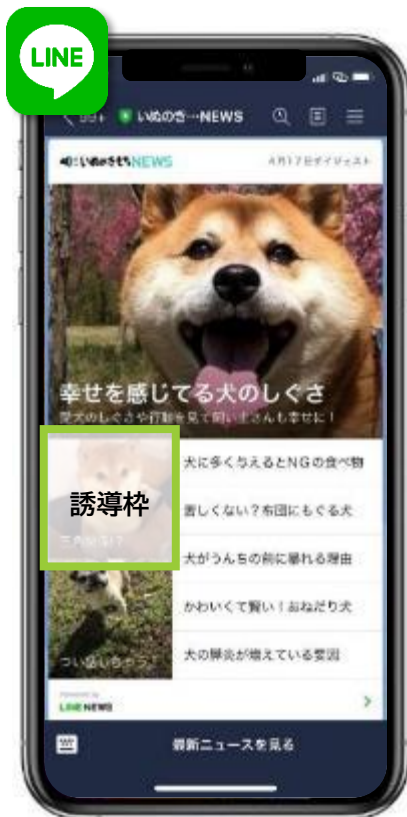 LINE
99+ いぬのき…NEWS
いぬのきもちNEWS
4月17日ダイジェスト
幸せを感じてる犬のしぐさ
愛犬のしぐさや行動を見て飼い主さんも幸せに！
誘導枠
犬に多く与えるとNGの食べ物
苦しくない？布団にもぐる犬
犬がうんちの前に暴れる理由
かわいくて賢い！おねだり犬
犬の膵炎が増えている要因
Powered by
LINE NEWS
最新ニュースを見る